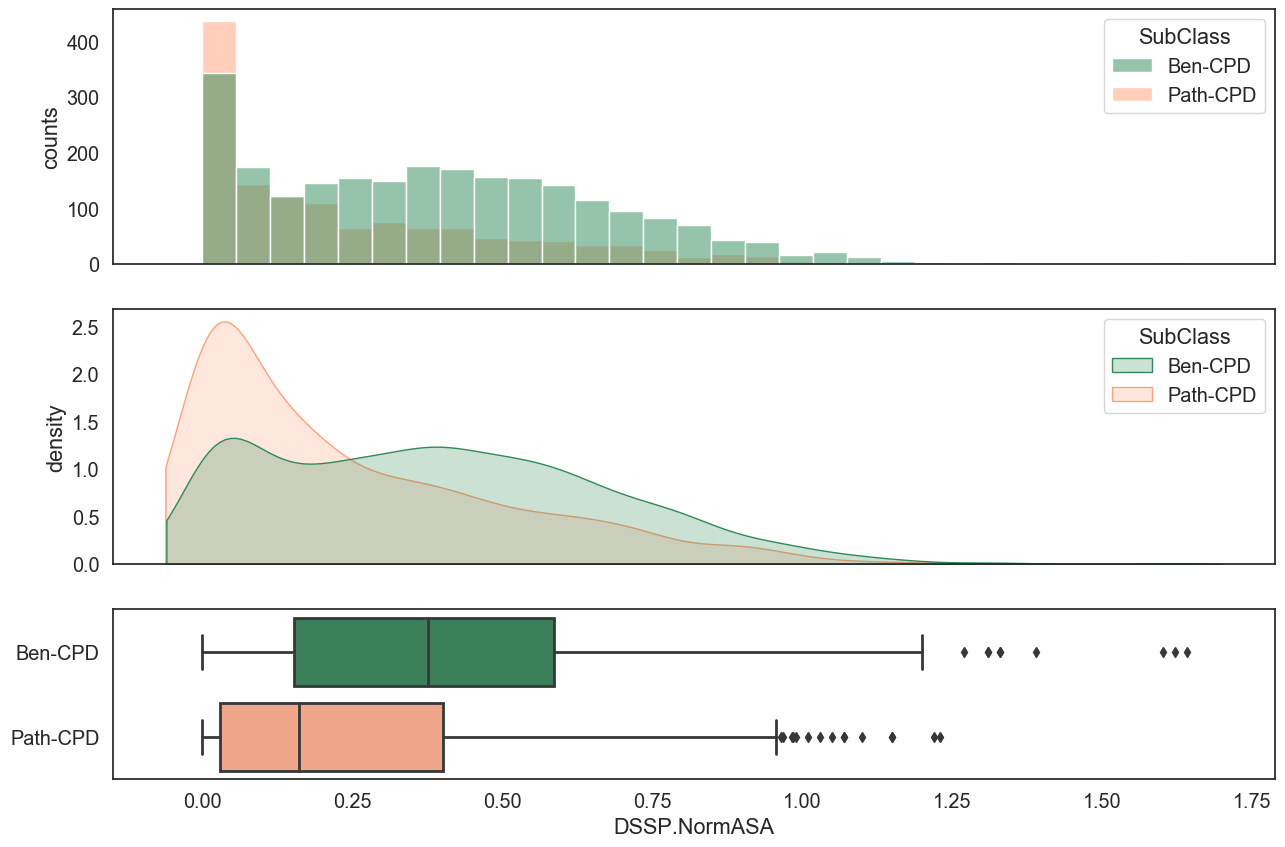 400
300
200
100
0
counts
SubClass
Ben-CPD
Path-CPD
2.5
2.0
1.5
1.0
0.5
0.0
density
SubClass
Ben-CPD
Path-CPD
Ben-CPD
Path-CPD
0.00 0.25 0.50 0.75 1.00 1.25 1.50 1.75
DSSP.NormASA